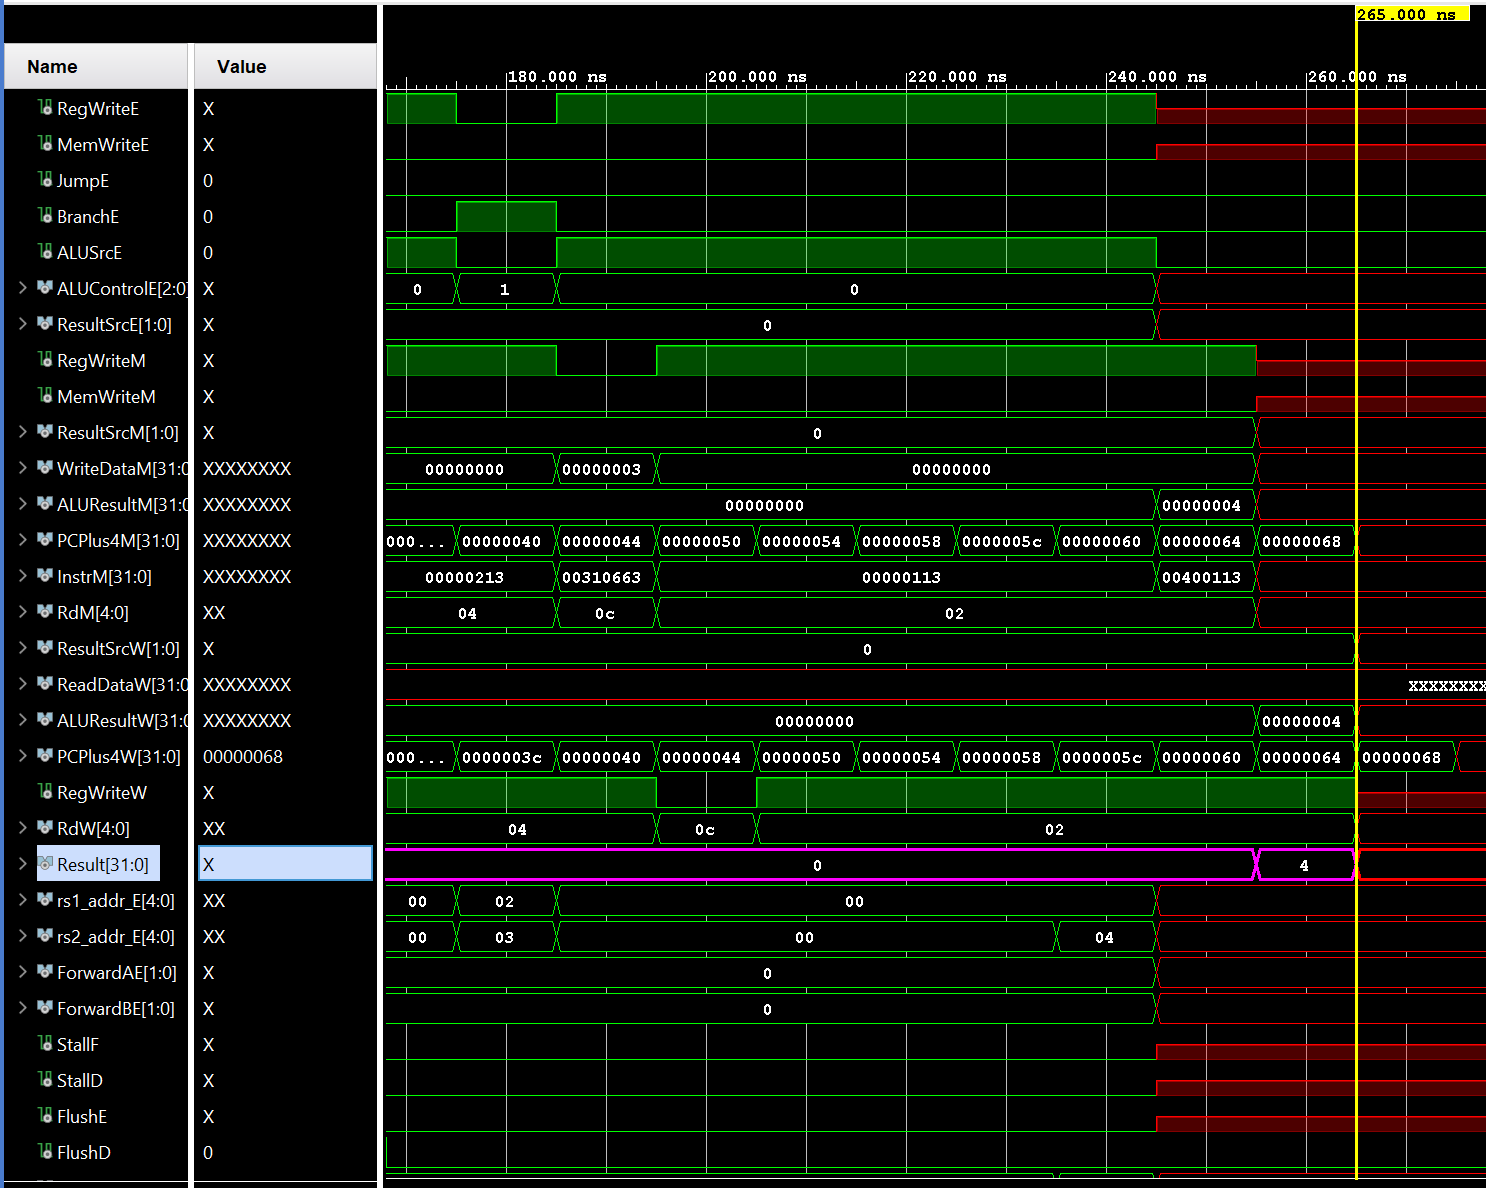 265.000 ns
Name Value
180.000 ns 200.000 ns 220.000 ns 240.000 ns 260.000 ns
RegWriteE X
MemWriteE X
JumpE 0
BranchE 0
ALUSrcE 0
ALUControlE[2:0] X 0 1 0
ResultSrcE[1:0] X 0
RegWriteM X
MemWriteM X
ResultSrcM[1:0] X 0
WriteDataM[31:0 XXXXXXXX 00000000 00000003 00000000
ALUResultM[31:0 XXXXXXXX 00000000 00000004
PCPlus4M[31:0] XXXXXXXX 000... 00000040 00000044 00000050 00000054 00000058 0000005c 00000060 00000064 00000068
InstrM[31:0] XXXXXXXX 00000213 00310663 00000113 00400113
RdM[4:0] XX 04 0c 02
ResultSrcW[1:0] X 0
ReadDataW[31:0 XXXXXXXX XXXXXXXX
ALUResultW[31:0 XXXXXXXX 00000000 00000004
PCPlus4W[31:0] 00000068 000... 0000003c 00000040 00000044 00000050 00000054 00000058 0000005c 00000060 00000064 00000068
RegWriteW X
RdW[4:0] XX 04 0c 02
Result[31:0] X 0 4
rs1_addr_E[4:0] XX 00 02 00
rs2_addr_E[4:0] XX 00 03 00 04
ForwardAE[1:0] X 0
ForwardBE[1:0] X 0
StallF X
StallD X
FlushE X
FlushD 0